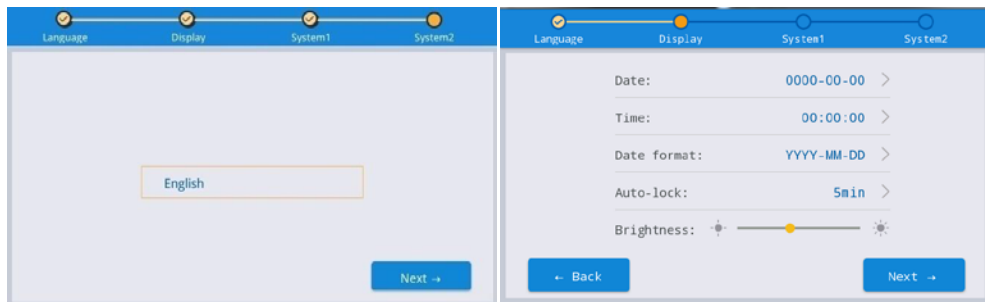 Language Display System1 System2
English
Next →
Language Display System1 System2
Date: 0000-00-00
Time: 00:00:00
Date format: YYYY-MM-DD
Auto-lock: 5min
Brightness:
← Back Next →